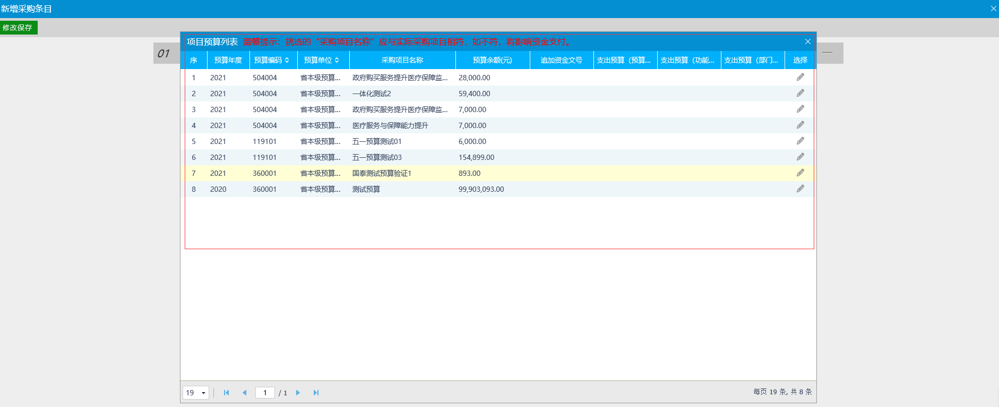 新增采购条目
修改保存
01
项目预算列表 温馨提示：挑选的“采购项目名称”应与实际采购项目相符，如不符，将影响资金支付。
序 预算年度 预算编码 预算单位 采购项目名称 预算余额(元) 追加资金文号 支出预算（预算... 支出预算（功能... 支出预算（部门... 选择
1 2021 504004 省本级预算... 政府购买服务提升医疗保障监... 28,000.00
2 2021 504004 省本级预算... 一体化测试2 59,400.00
3 2021 504004 省本级预算... 政府购买服务提升医疗保障监... 7,000.00
4 2021 504004 省本级预算... 医疗服务与保障能力提升 7,000.00
5 2021 119101 省本级预算... 五一预算测试01 6,000.00
6 2021 119101 省本级预算... 五一预算测试03 154,899.00
7 2021 360001 省本级预算... 国泰测试预算验证1 893.00
8 2020 360001 省本级预算... 测试预算 99,903,093.00
19 1 / 1 每页 19 条, 共 8 条